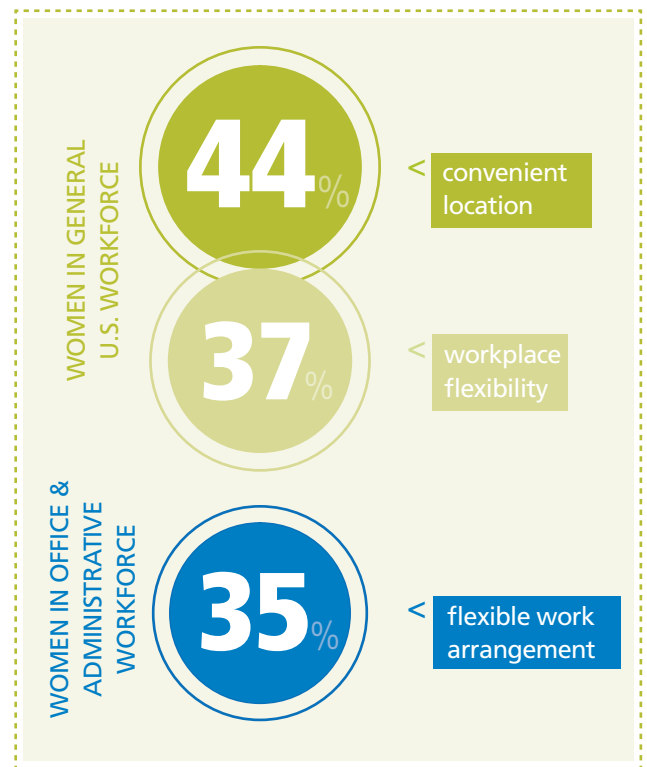 WOMEN IN GENERAL
U.S. WORKFORCE
44%
<
convenient
location
37%
<
workplace
flexibility
WOMEN IN OFFICE &
ADMINISTRATIVE
WORKFORCE
35%
<
flexible work
arrangement